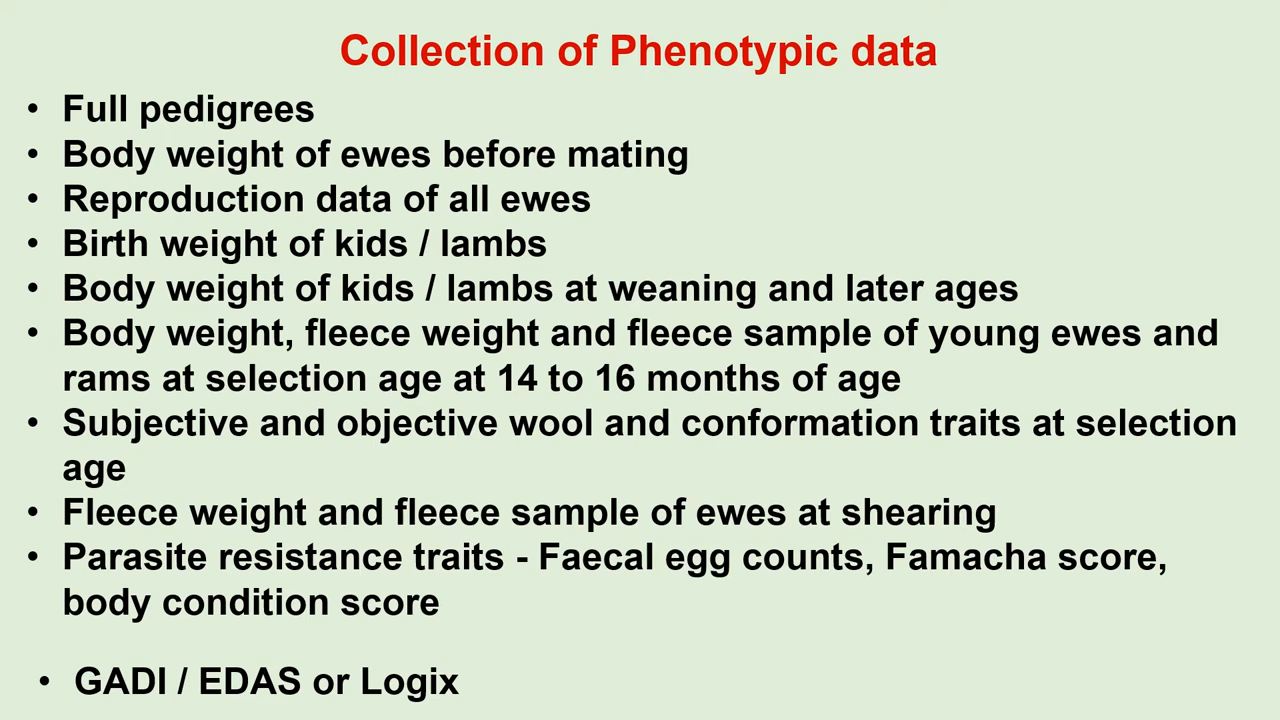 Collection of Phenotypic data
• Full pedigrees
• Body weight of ewes before mating
• Reproduction data of all ewes
• Birth weight of kids / lambs
• Body weight of kids / lambs at weaning and later ages
• Body weight, fleece weight and fleece sample of young ewes and
rams at selection age at 14 to 16 months of age
• Subjective and objective wool and conformation traits at selection
age
• Fleece weight and fleece sample of ewes at shearing
• Parasite resistance traits - Faecal egg counts, Famacha score,
body condition score
• GADI / EDAS or Logix